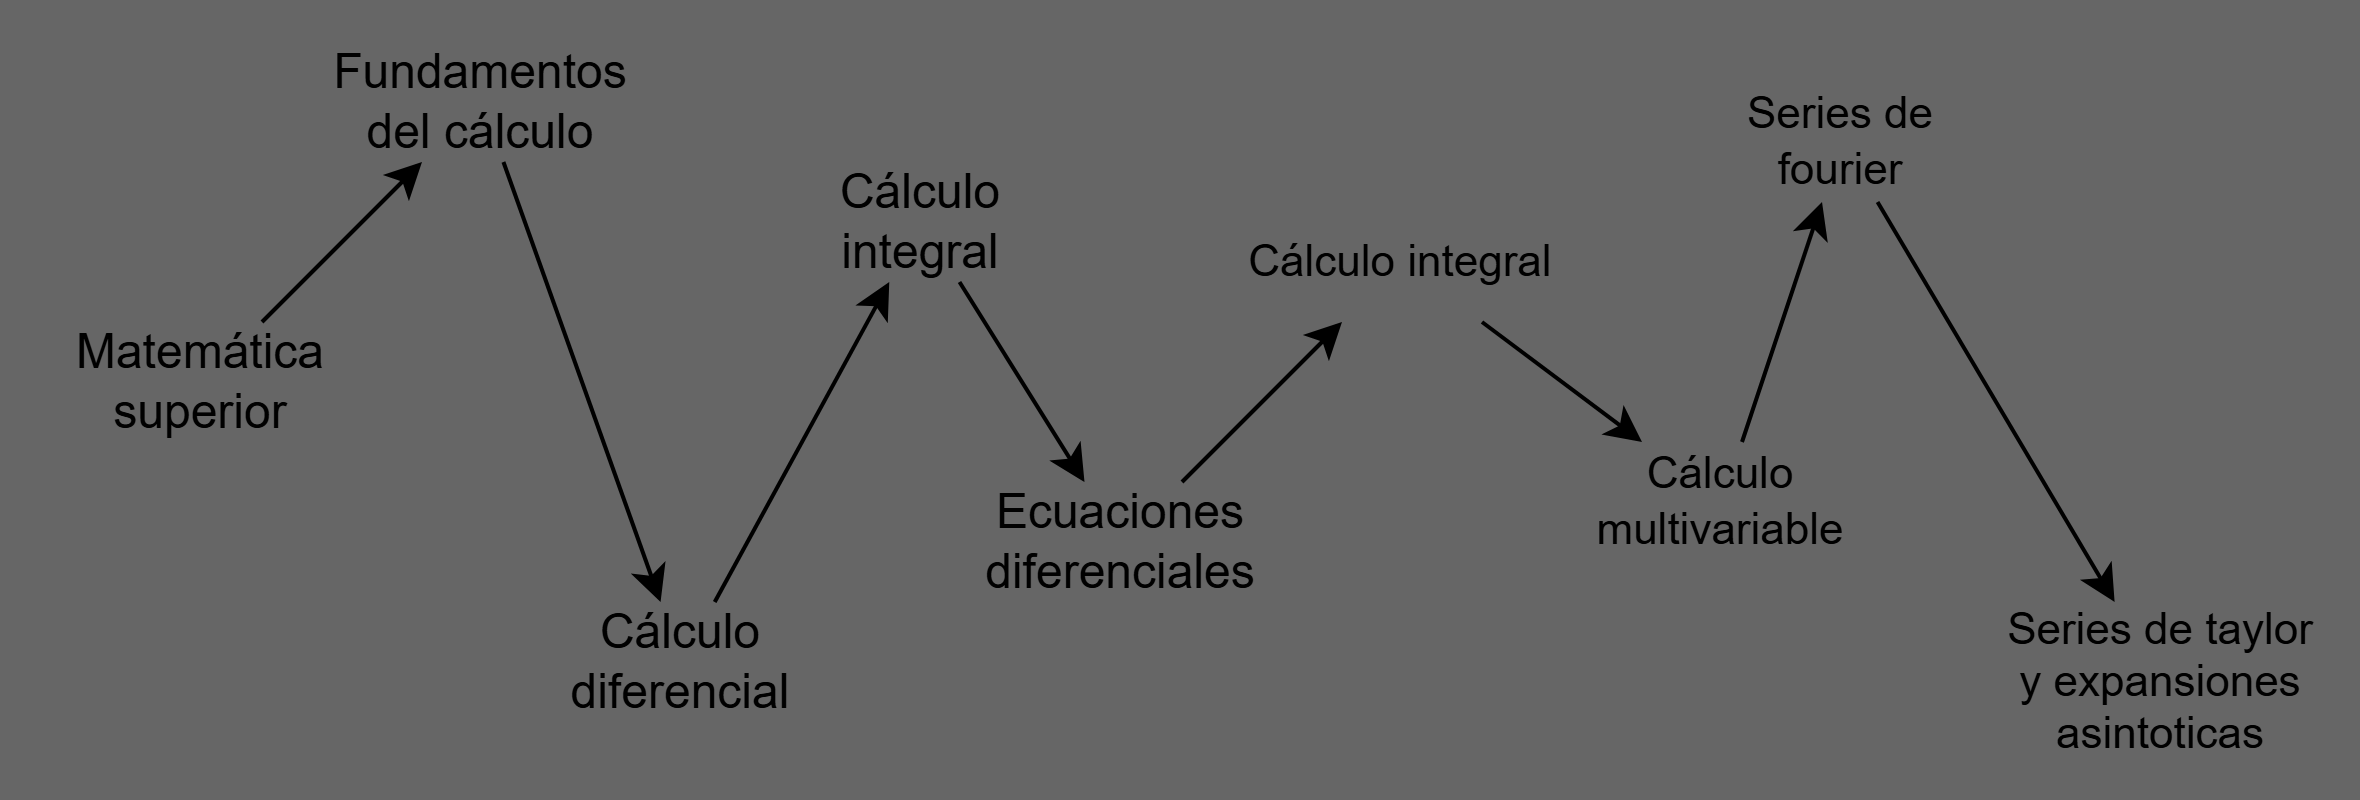 Matemática
superior
Fundamentos
del cálculo
Cálculo
diferencial
Cálculo
integral
Ecuaciones
diferenciales
Cálculo integral
Cálculo
multivariable
Series de
fourier
Series de taylor
y expansiones
asintoticas